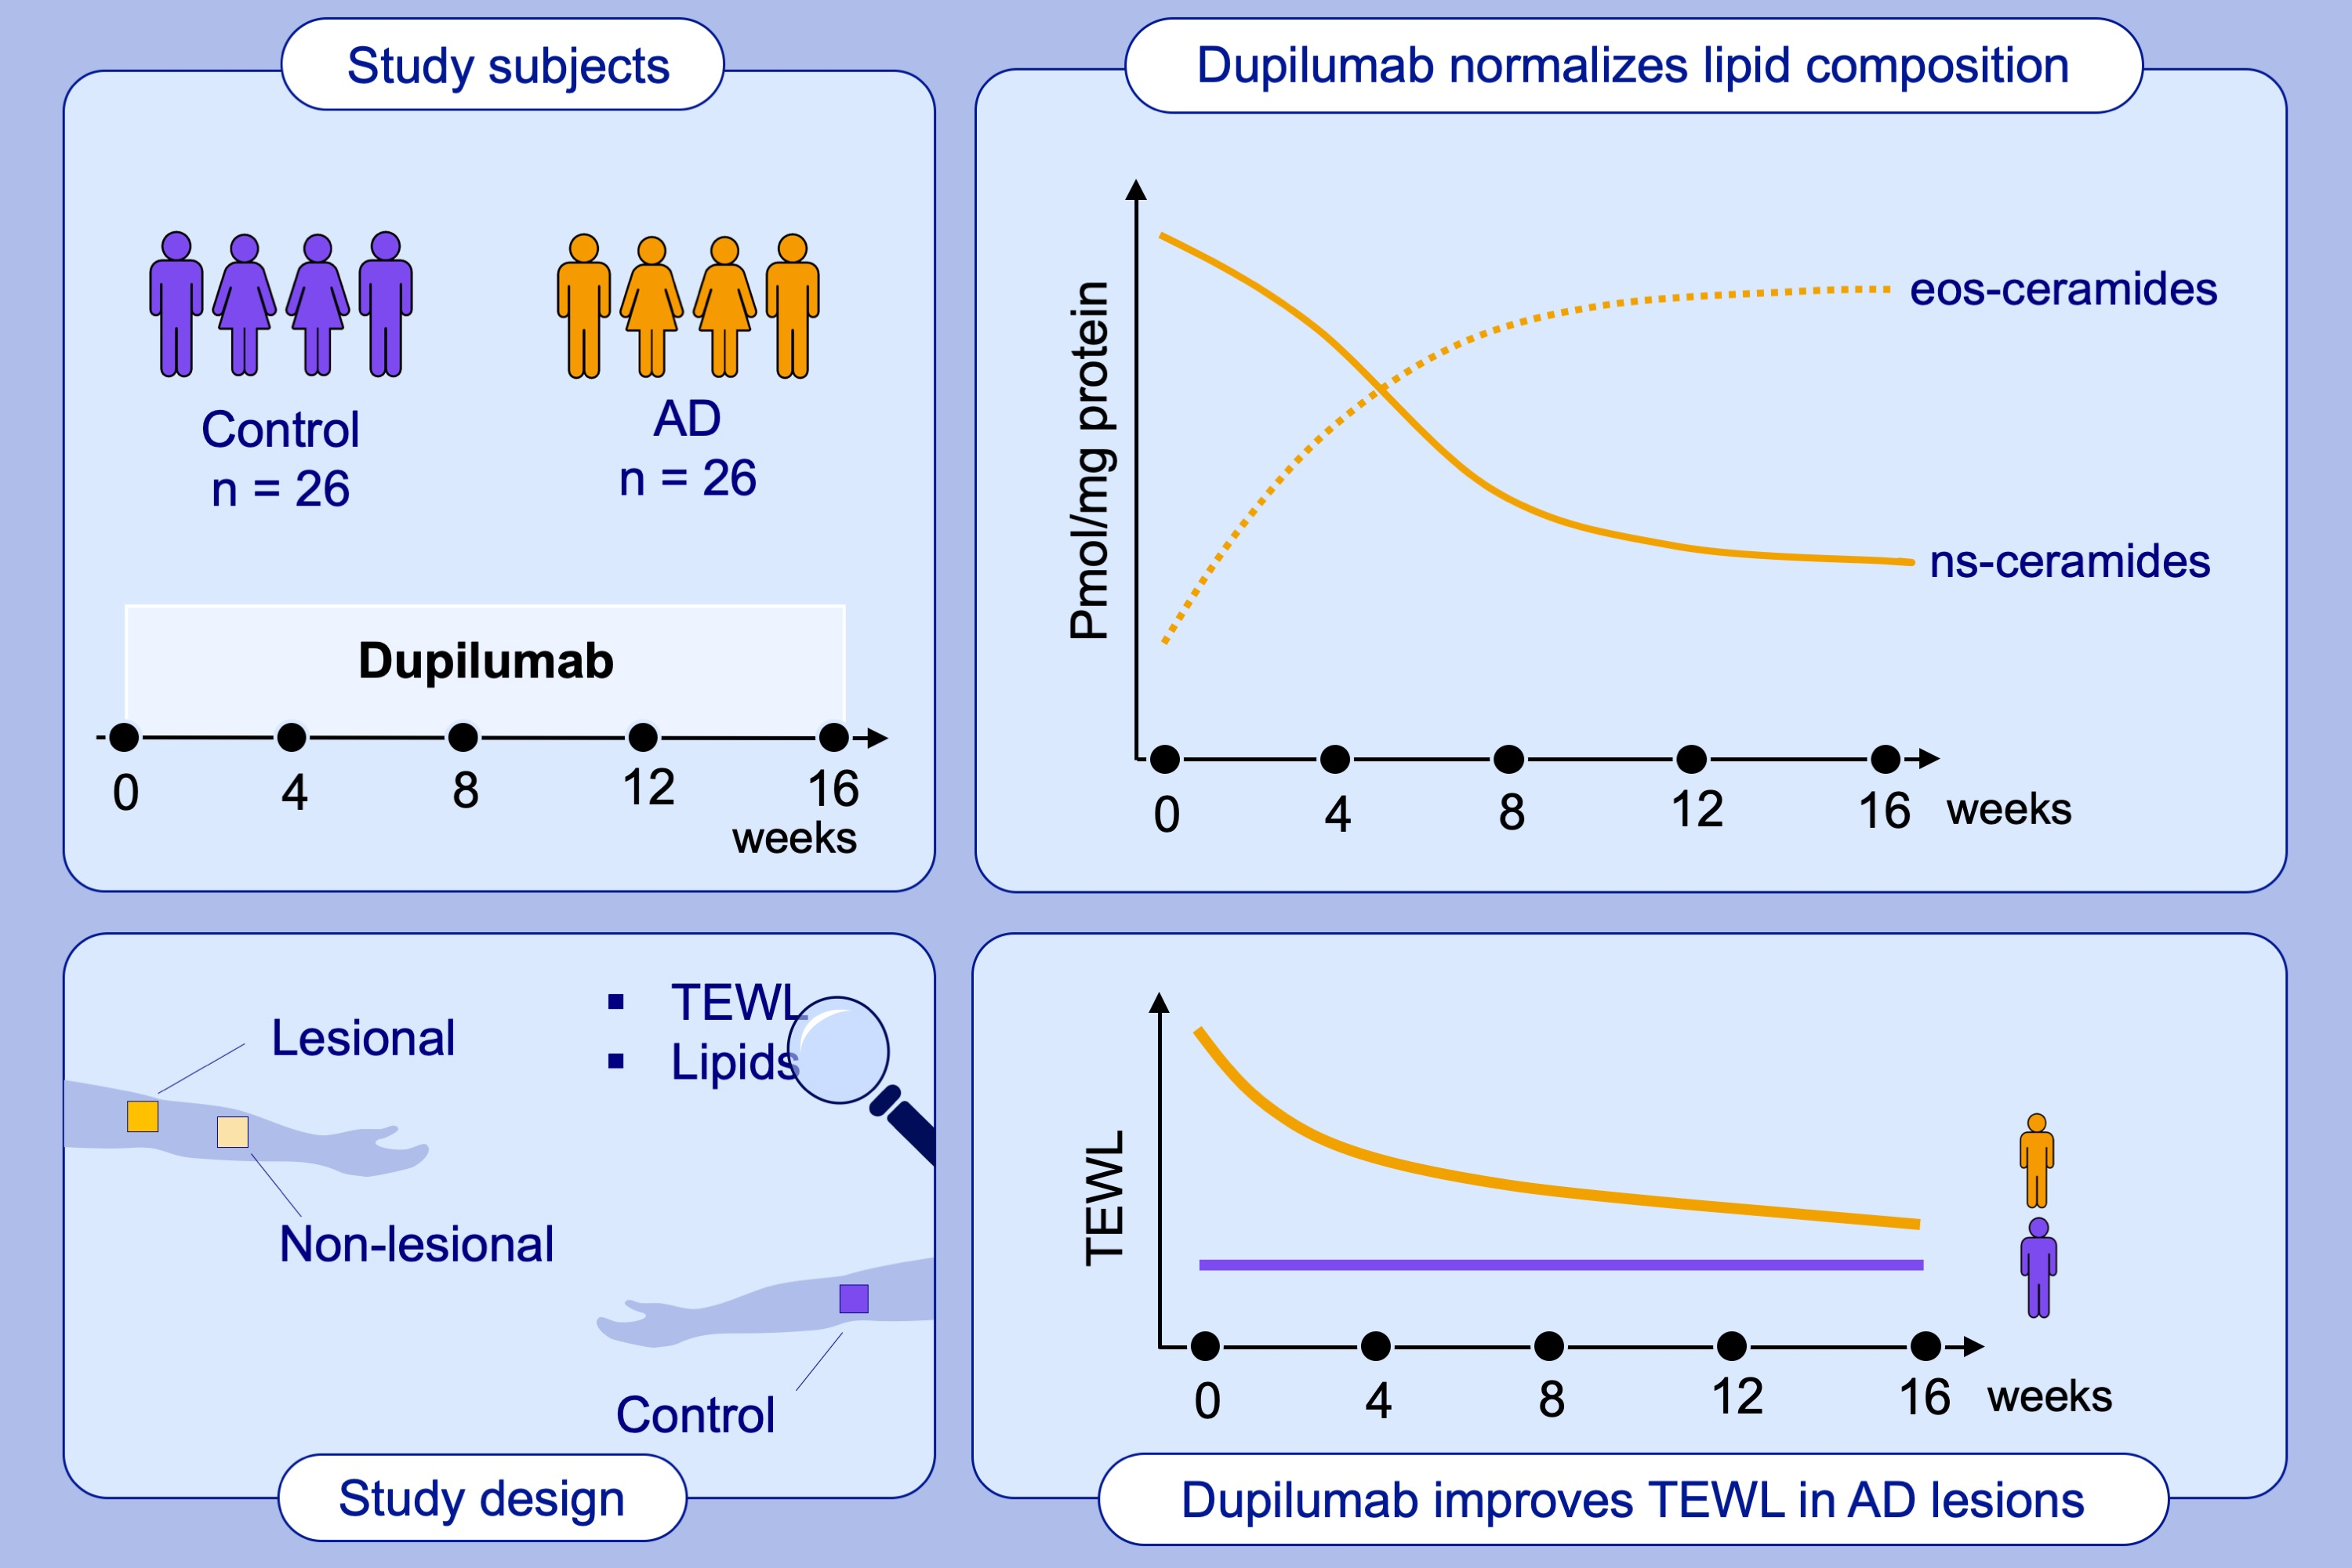 Study subjects
Control
n = 26
AD
n = 26
Dupilumab
0 4 8 12 16
weeks
Dupilumab normalizes lipid composition
Pmol/mg protein
eos-ceramides
ns-ceramides
0 4 8 12 16 weeks
▪ TEWL
▪ Lipids
Lesional
Non-lesional
Control
Study design
TEWL
0 4 8 12 16 weeks
Dupilumab improves TEWL in AD lesions